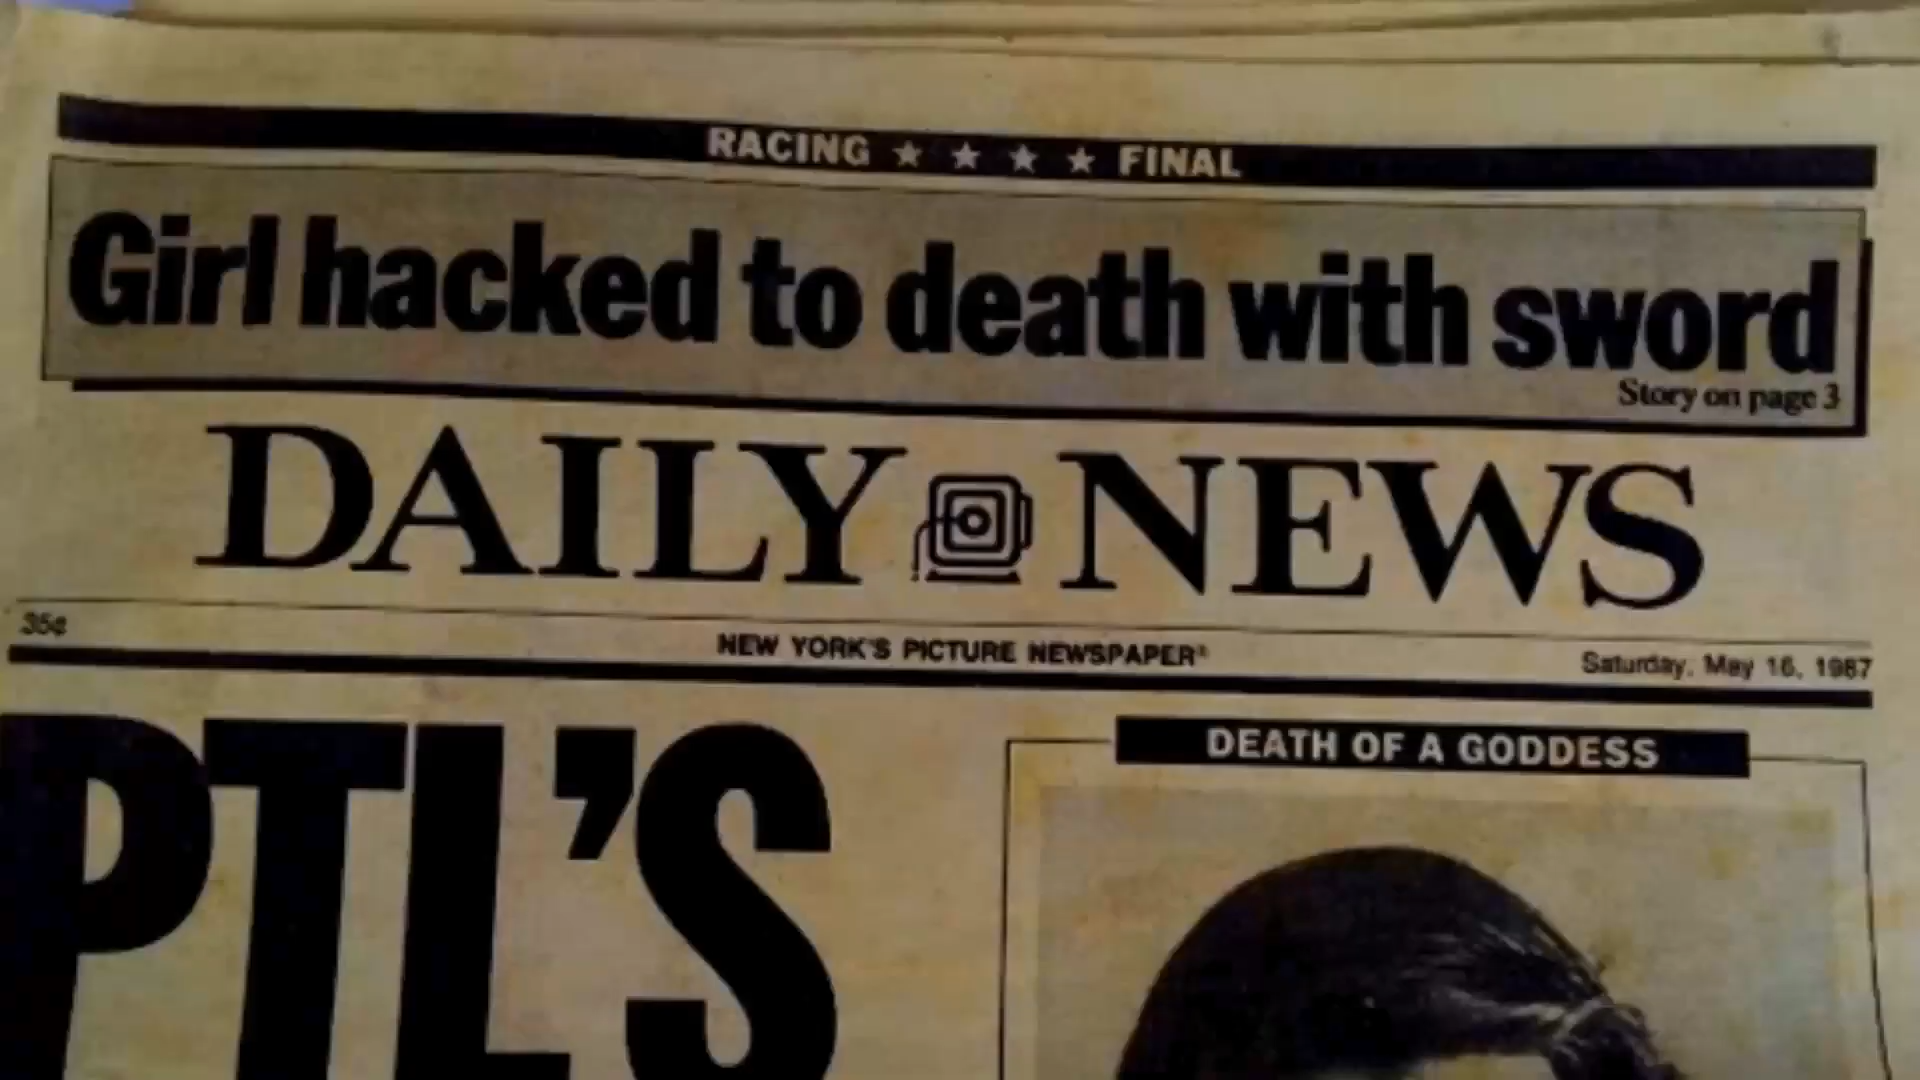 RACING ★ ★ ★ ★ FINAL
Girl hacked to death with sword
Story on page 3
DAILY NEWS
35¢
NEW YORK'S PICTURE NEWSPAPER®
Saturday, May 16, 1987
PTL'S
DEATH OF A GODDESS